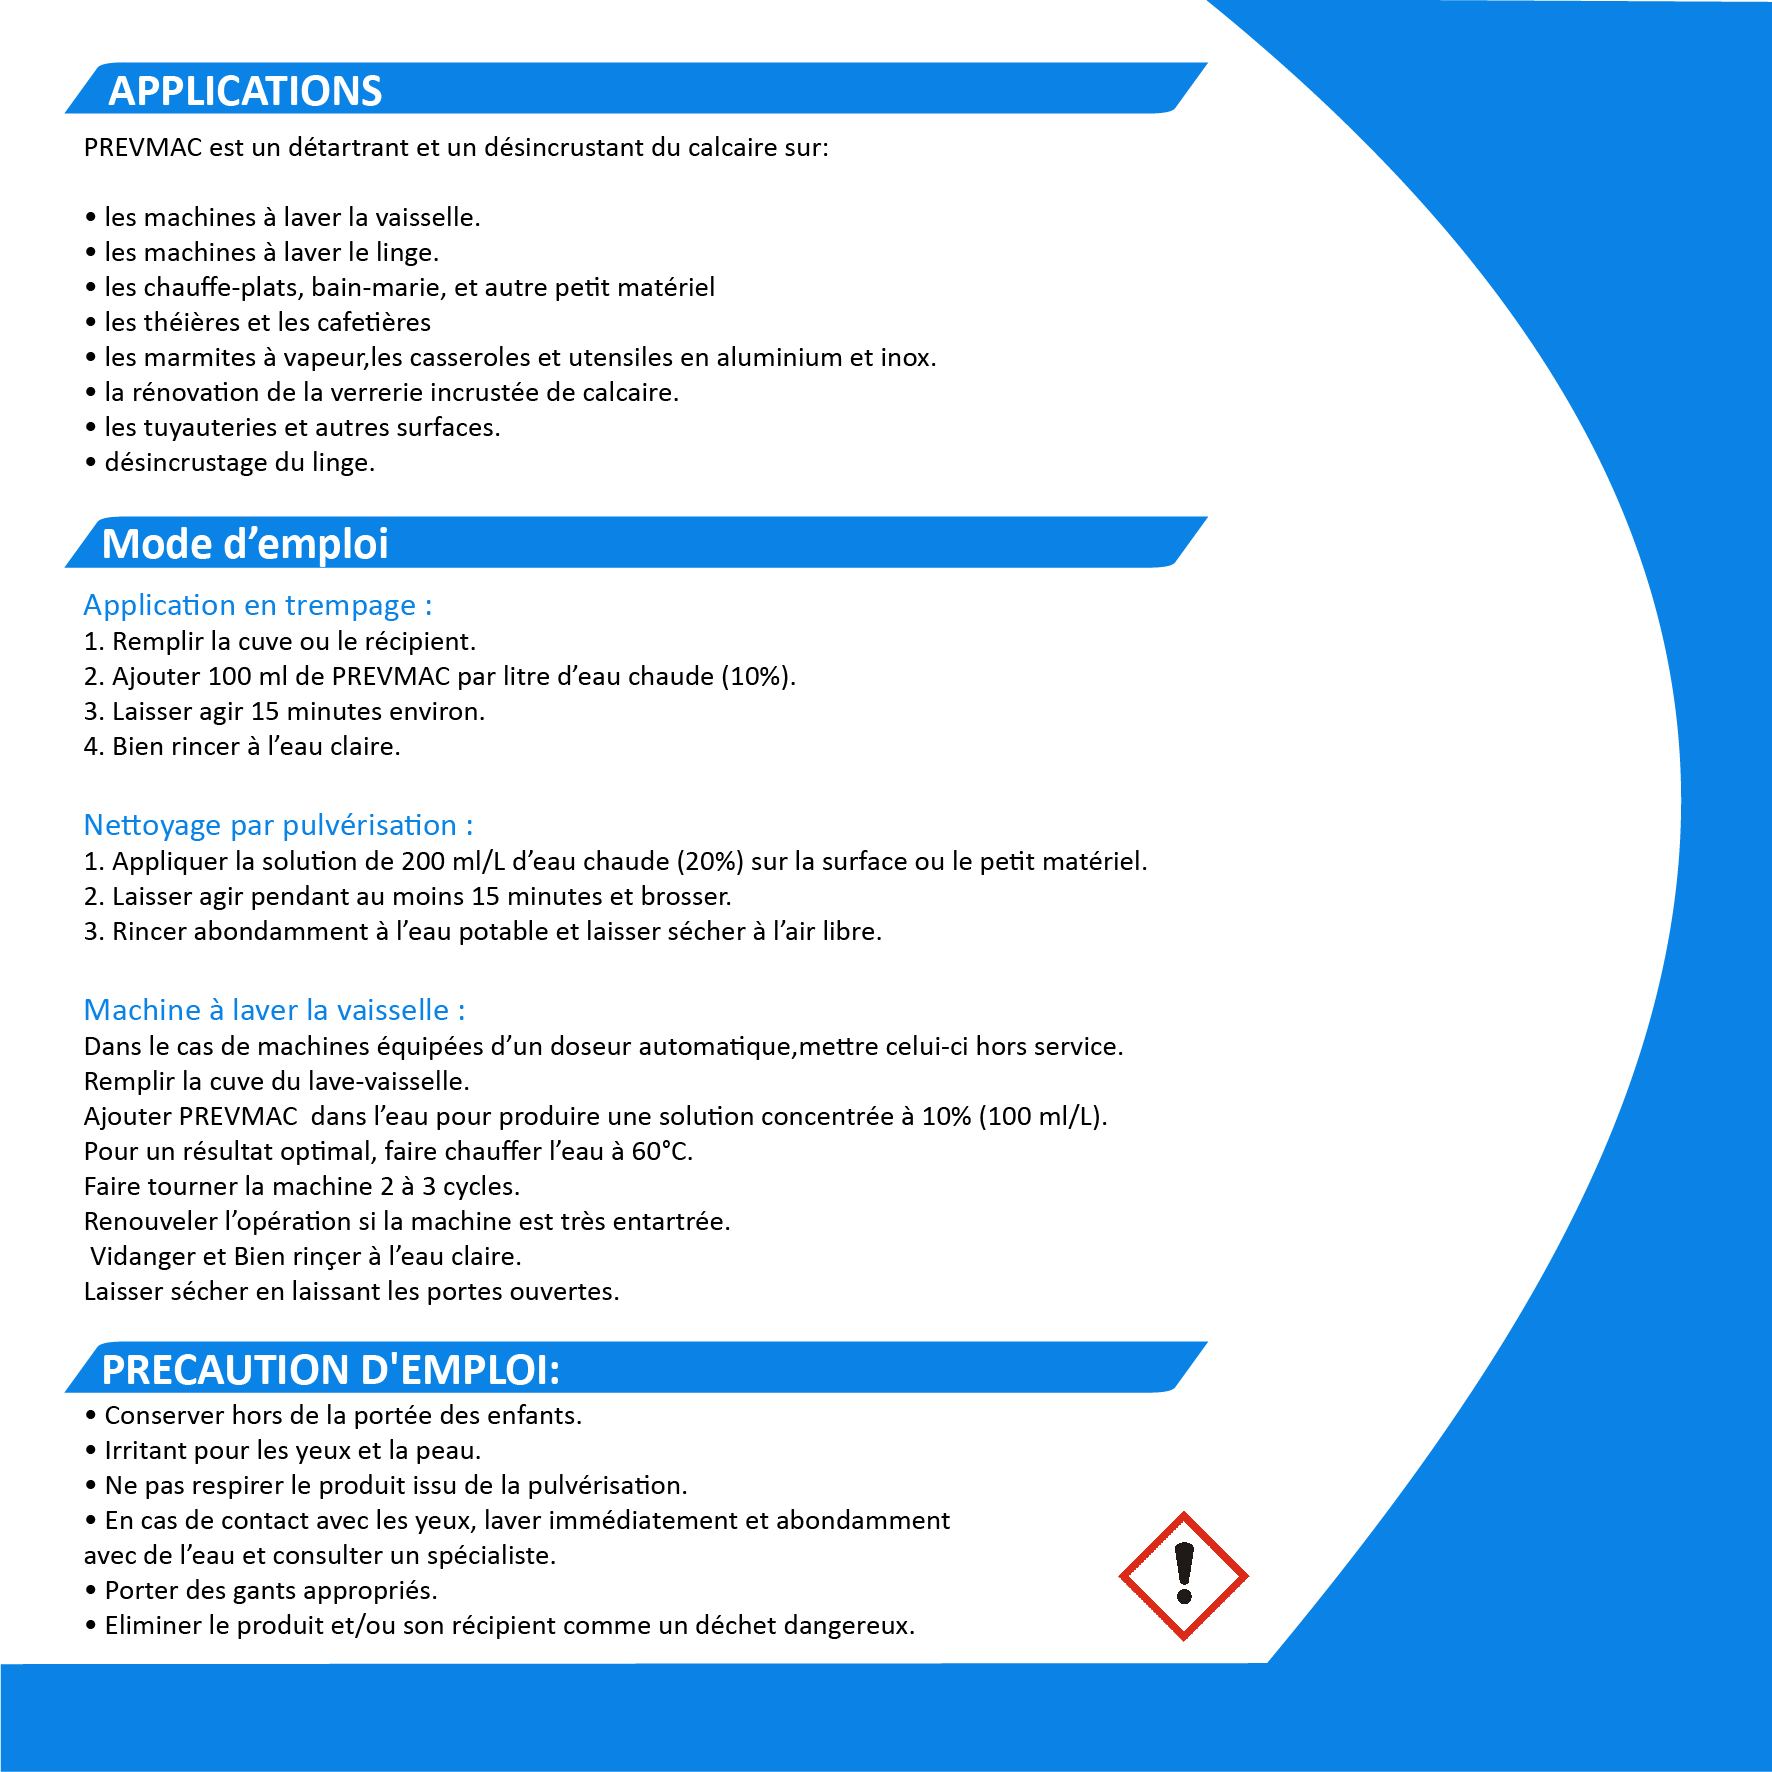 APPLICATIONS
PREVMAC est un détartrant et un désincrustant du calcaire sur:
• les machines à laver la vaisselle.
• les machines à laver le linge.
• les chauffe-plats, bain-marie, et autre petit matériel
• les théières et les cafetières
• les marmites à vapeur,les casseroles et utensiles en aluminium et inox.
• la rénovation de la verrerie incrustée de calcaire.
• les tuyauteries et autres surfaces.
• désincrustage du linge.
Mode d’emploi
Application en trempage :
1. Remplir la cuve ou le récipient.
2. Ajouter 100 ml de PREVMAC par litre d’eau chaude (10%).
3. Laisser agir 15 minutes environ.
4. Bien rincer à l’eau claire.
Nettoyage par pulvérisation :
1. Appliquer la solution de 200 ml/L d’eau chaude (20%) sur la surface ou le petit matériel.
2. Laisser agir pendant au moins 15 minutes et brosser.
3. Rincer abondamment à l’eau potable et laisser sécher à l’air libre.
Machine à laver la vaisselle :
Dans le cas de machines équipées d’un doseur automatique,mettre celui-ci hors service.
Remplir la cuve du lave-vaisselle.
Ajouter PREVMAC  dans l’eau pour produire une solution concentrée à 10% (100 ml/L).
Pour un résultat optimal, faire chauffer l’eau à 60°C.
Faire tourner la machine 2 à 3 cycles.
Renouveler l’opération si la machine est très entartrée.
Vidanger et Bien rinçer à l’eau claire.
Laisser sécher en laissant les portes ouvertes.
PRECAUTION D'EMPLOI:
• Conserver hors de la portée des enfants.
• Irritant pour les yeux et la peau.
• Ne pas respirer le produit issu de la pulvérisation.
• En cas de contact avec les yeux, laver immédiatement et abondamment
avec de l’eau et consulter un spécialiste.
• Porter des gants appropriés.
• Eliminer le produit et/ou son récipient comme un déchet dangereux.